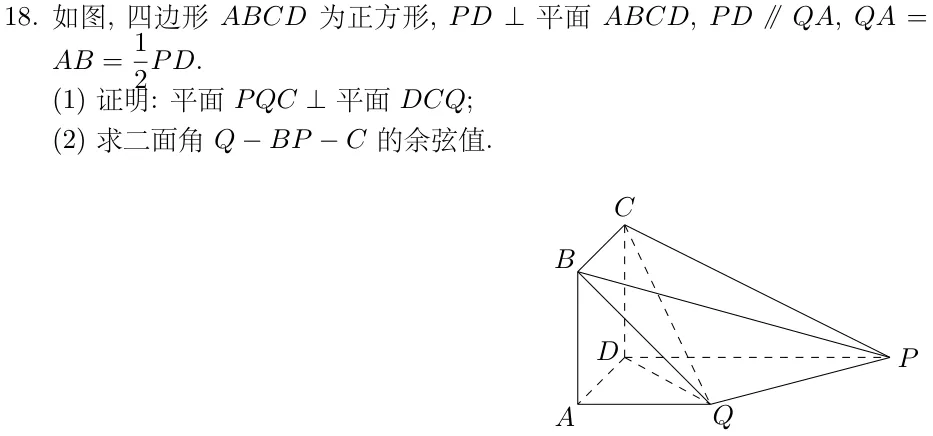 18. 如图, 四边形 ABCD 为正方形, PD ⊥ 平面 ABCD, PD ∥ QA, QA =
AB = \frac{1}{2}PD.
(1) 证明: 平面 PQC ⊥ 平面 DCQ;
(2) 求二面角 Q − BP − C 的余弦值.
C
B
D
P
A
Q